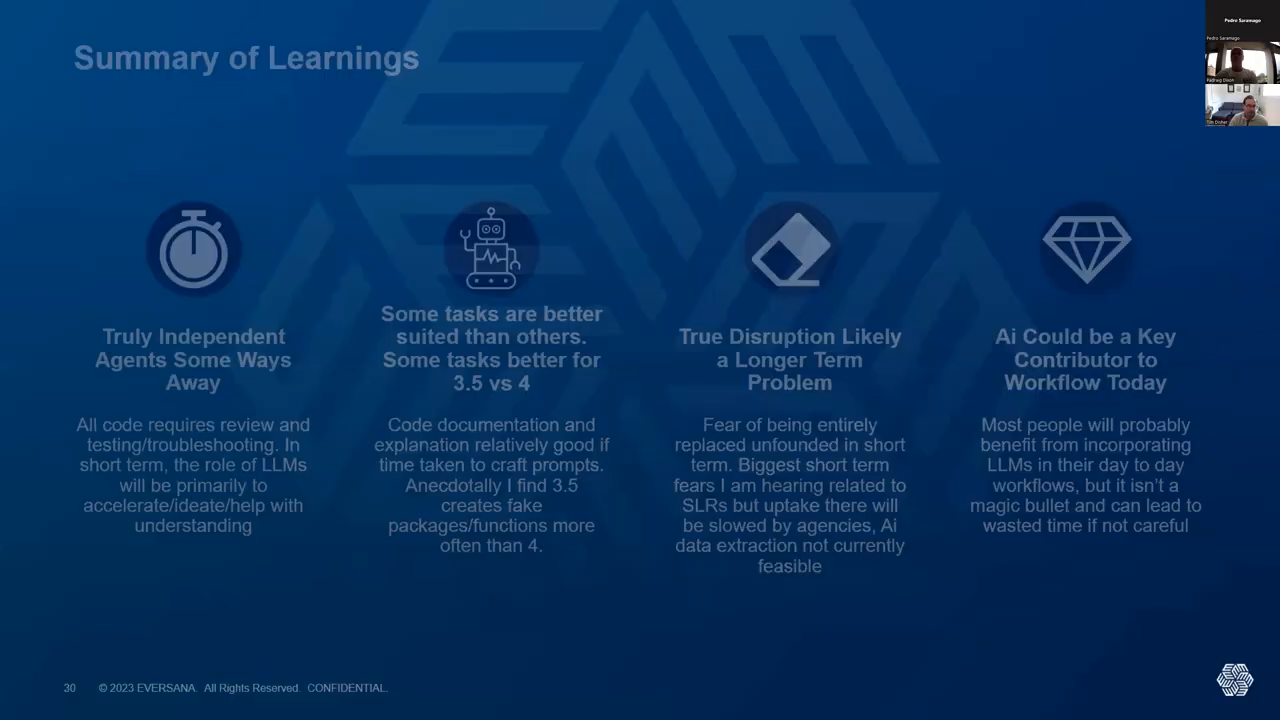 Summary of Learnings
Pedro Saramago
Pedro Saramago
Padraig Dixon
Tim Disher
Truly Independent
Agents Some Ways
Away
All code requires review and
testing/troubleshooting. In
short term, the role of LLMs
will be primarily to
accelerate/ideate/help with
understanding
Some tasks are better
suited than others.
Some tasks better for
3.5 vs 4
Code documentation and
explanation relatively good if
time taken to craft prompts.
Anecdotally I find 3.5
creates fake
packages/functions more
often than 4.
True Disruption Likely
a Longer Term
Problem
Fear of being entirely
replaced unfounded in short
term. Biggest short term
fears I am hearing related to
SLRs but uptake there will
be slowed by agencies, Ai
data extraction not currently
feasible
Ai Could be a Key
Contributor to
Workflow Today
Most people will probably
benefit from incorporating
LLMs in their day to day
workflows, but it isn't a
magic bullet and can lead to
wasted time if not careful
30 © 2023 EVERSANA. All Rights Reserved. CONFIDENTIAL.